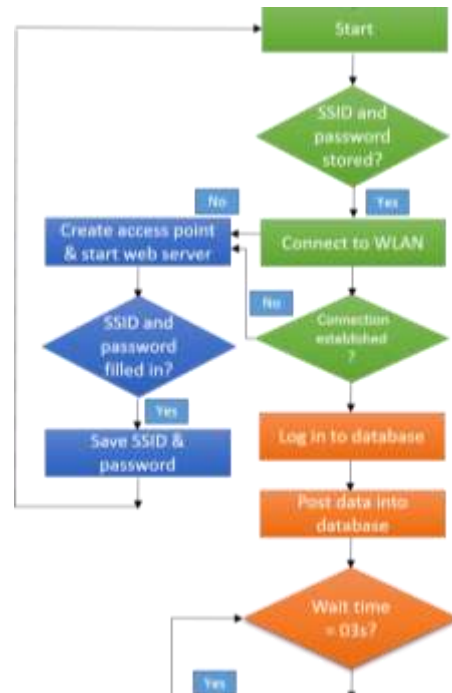 Start
SSID and
password
stored?
No
Yes
Create access point
& start web server
Connect to WLAN
No
SSID and
password
filled in?
Connection
established
?
Yes
Save SSID &
password
Log in to database
Post data into
database
Wait time
= 03s?
Yes